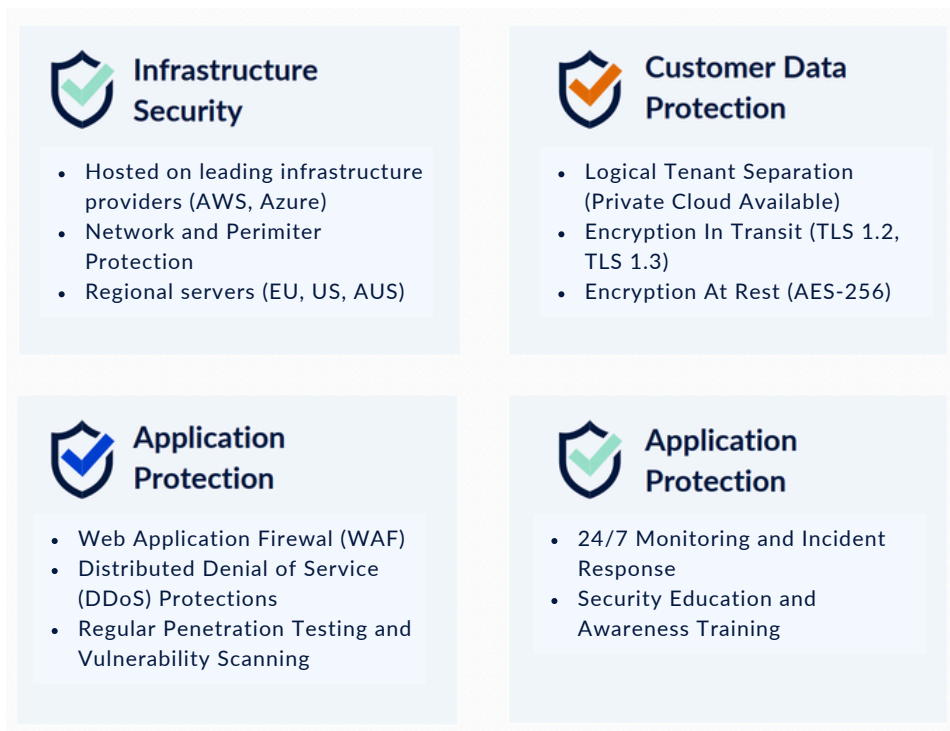 Infrastructure
Security
• Hosted on leading infrastructure
providers (AWS, Azure)
• Network and Perimiter
Protection
• Regional servers (EU, US, AUS)
Customer Data
Protection
• Logical Tenant Separation
(Private Cloud Available)
• Encryption In Transit (TLS 1.2,
TLS 1.3)
• Encryption At Rest (AES-256)
Application
Protection
• Web Application Firewal (WAF)
• Distributed Denial of Service
(DDoS) Protections
• Regular Penetration Testing and
Vulnerability Scanning
Application
Protection
• 24/7 Monitoring and Incident
Response
• Security Education and
Awareness Training